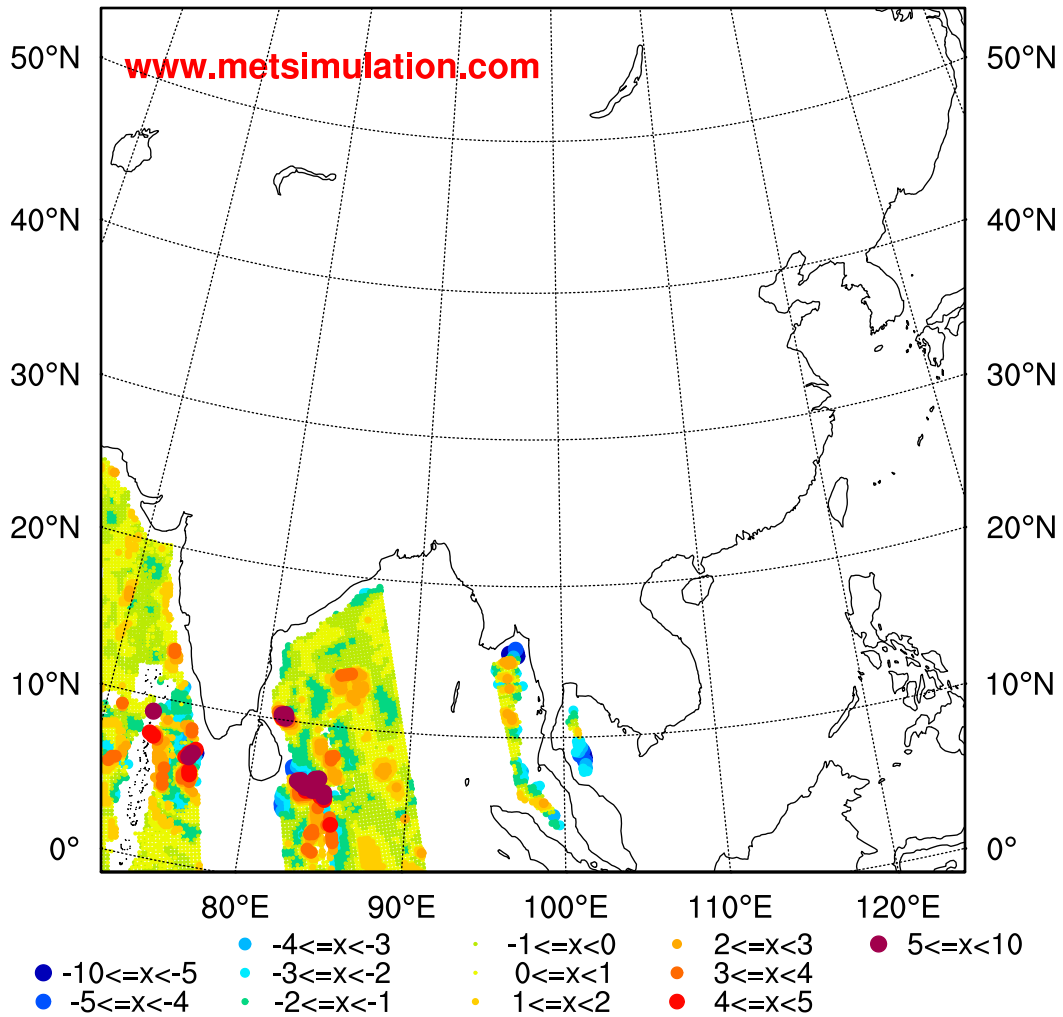 50°N 50°N
www.metsimulation.com
40°N 40°N
30°N 30°N
20°N 20°N
10°N 10°N
0° 0°
80°E 90°E 100°E 110°E 120°E
-4<=x<-3 -1<=x<0 2<=x<3 5<=x<10
-10<=x<-5 -3<=x<-2 0<=x<1 3<=x<4
-5<=x<-4 -2<=x<-1 1<=x<2 4<=x<5